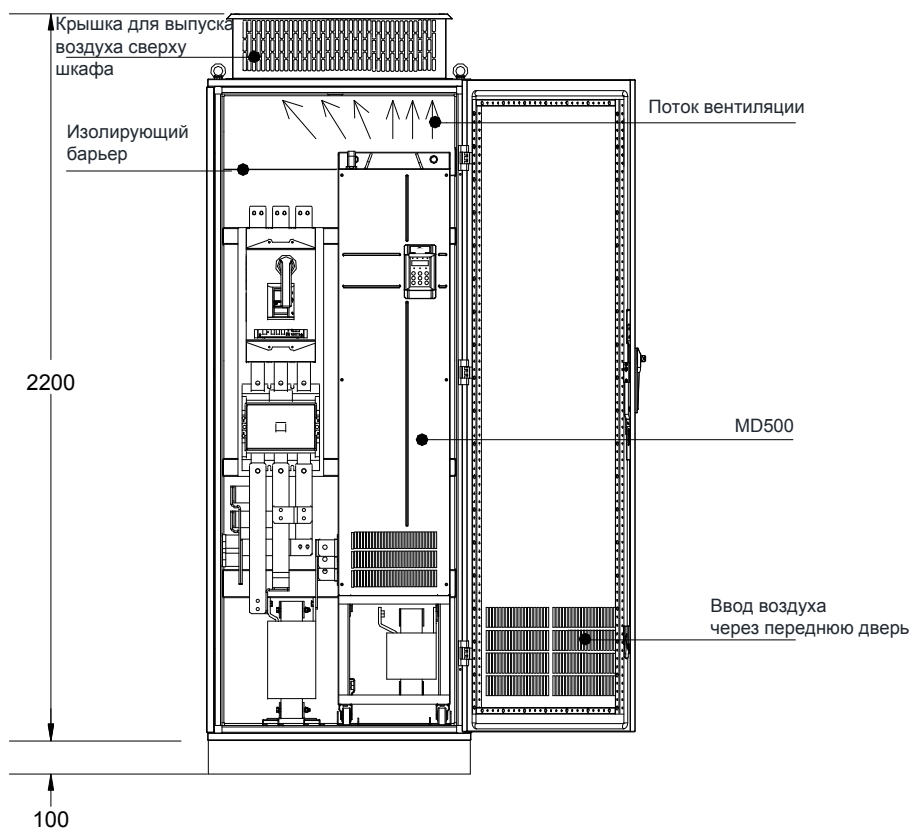 Крышка для выпуска
воздуха сверху
шкафа
Поток вентиляции
Изолирующий
барьер
2200
MD500
Ввод воздуха
через переднюю дверь
100